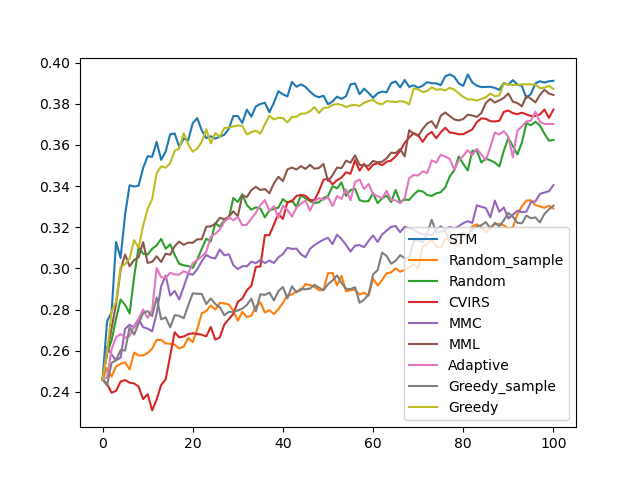 0.40
0.38
0.36
0.34
0.32
0.30
0.28
0.26
0.24
0
20
40
60
80
100
STM
Random_sample
Random
CVIRS
MMC
MML
Adaptive
Greedy_sample
Greedy